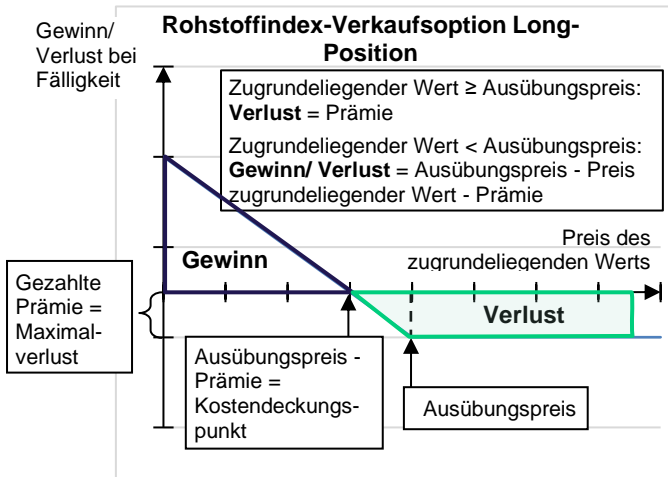 Rohstoffindex-Verkaufsoption Long-
Position
Gewinn/
Verlust bei
Fälligkeit
Zugrundeliegender Wert ≥ Ausübungspreis:
Verlust = Prämie
Zugrundeliegender Wert < Ausübungspreis:
Gewinn/ Verlust = Ausübungspreis - Preis
zugrundeliegender Wert - Prämie
Preis des
zugrundeliegenden Werts
Gewinn
Verlust
Gezahlte
Prämie =
Maximal-
verlust
Ausübungspreis -
Prämie =
Kostendeckungs-
punkt
Ausübungspreis